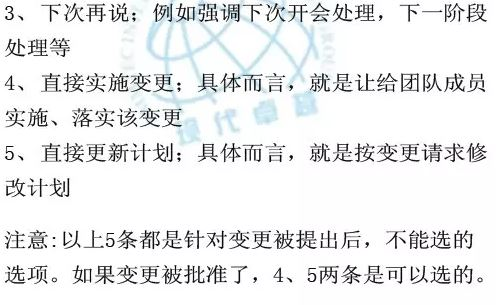 3、下次再说；例如强调下次开会处理，下一阶段
处理等
4、直接实施变更；具体而言，就是让给团队成员
实施、落实该变更
5、直接更新计划；具体而言，就是按变更请求修
改计划
注意:以上5条都是针对变更被提出后，不能选的
选项。如果变更被批准了，4、5两条是可以选的。
现代卓越